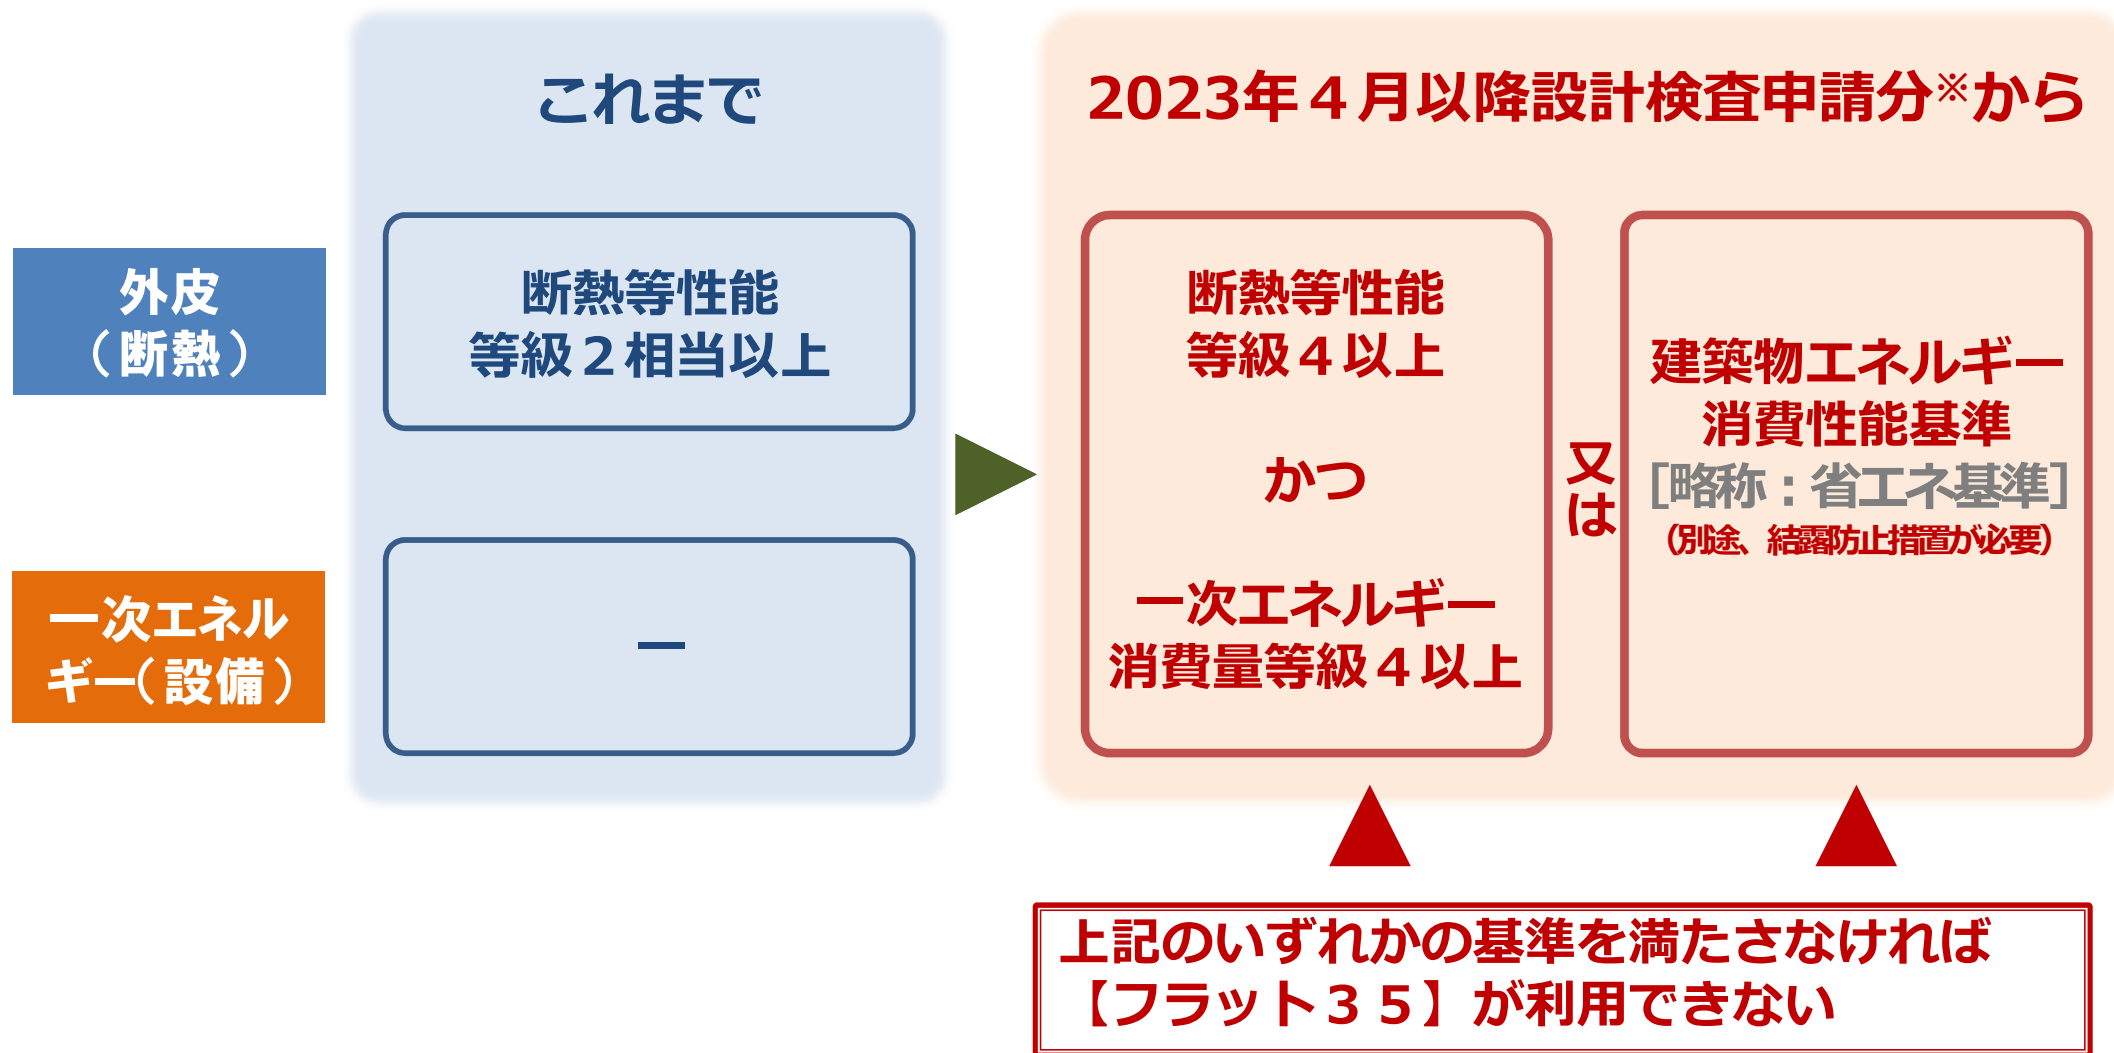 これまで
2023年４月以降設計検査申請分※から
外皮
（断熱）
断熱等性能
等級２相当以上
一次エネル
ギー（設備）
－
断熱等性能
等級４以上
かつ
一次エネルギー
消費量等級４以上
又は
建築物エネルギー
消費性能基準
［略称：省エネ基準］
（別途、結露防止措置が必要）
上記のいずれかの基準を満たさなければ
【フラット３５】が利用できない